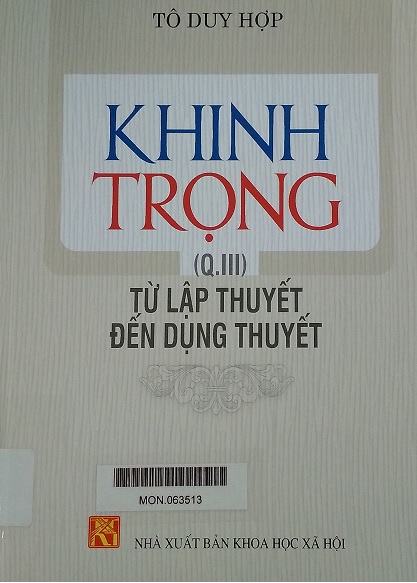 TÔ DUY HỢP
KHINH
TRỌNG
(Q.III)
TỪ LẬP THUYẾT
ĐẾN DỤNG THUYẾT
MON.063513
NHÀ XUẤT BẢN KHOA HỌC XÃ HỘI